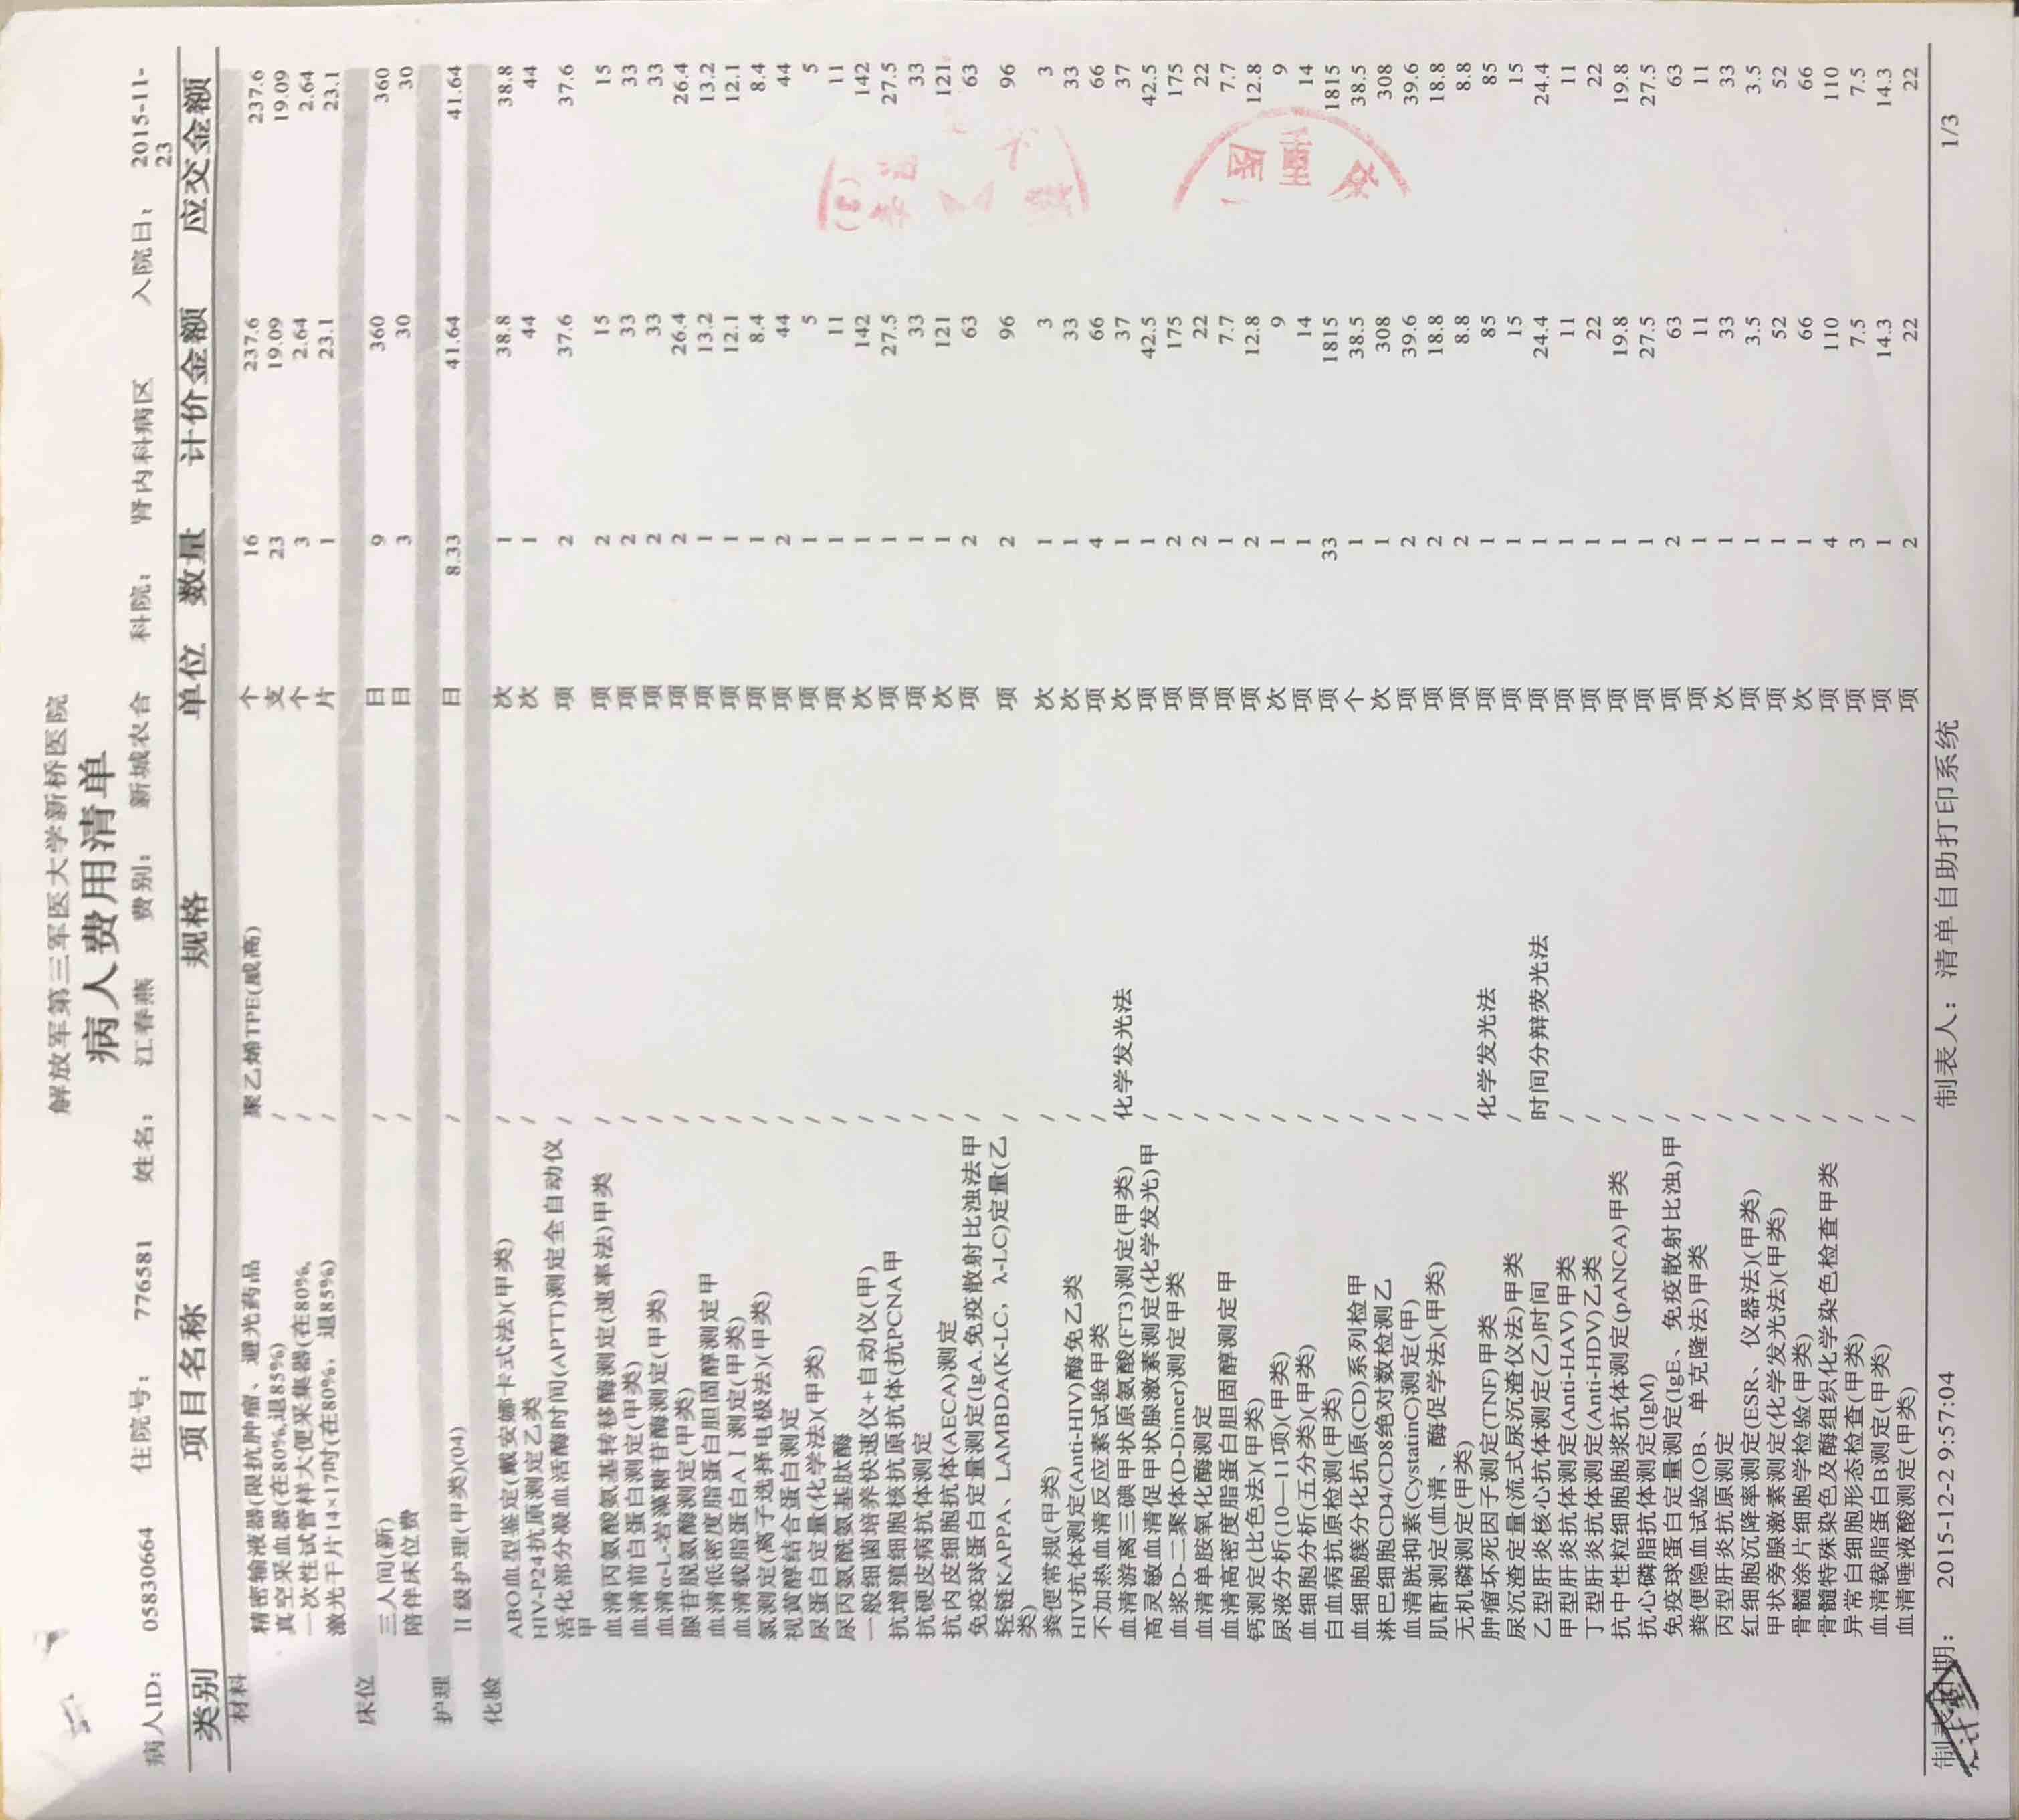 解放军第三军医大学新桥医院
病人费用清单
病人ID: 05830664 住院号: 776581 姓名: 江春燕 费别: 新城农合 科院: 肾内科病区 入院日: 2015-11-23
类别 项目名称 规格 单位 数量 计价金额 应交金额
材料
精密输液器(限抗肿瘤、避光药品 聚乙烯TPE(威高) 个 16 237.6 237.6
真空采血器(在80%,退85%) / 支 23 19.09 19.09
一次性试管样大便采集器(在80%, / 个 3 2.64 2.64
激光干片14×17吋(在80%，退85%) / 片 1 23.1 23.1
床位
三人间(新) / 日 9 360 360
陪伴床位费 / 日 3 30 30
护理
II级护理(甲类)(04) / 日 8.33 41.64 41.64
化验
ABO血型鉴定(戴安娜卡式法)(甲类) / 次 1 38.8 38.8
HIV-P24抗原测定乙类 / 次 1 44 44
活化部分凝血活酶时间(APTT)测定全自动仪 / 项 2 37.6 37.6
甲
血清丙氨酸氨基转移酶测定(速率法)甲类 / 项 2 15 15
血清前白蛋白测定(甲类) / 项 2 33 33
血清α-L-岩藻糖苷酶测定(甲类) / 项 2 33 33
腺苷脱氨酶测定(甲类) / 项 2 26.4 26.4
血清低密度脂蛋白胆固醇测定甲 / 项 1 13.2 13.2
血清载脂蛋白AⅠ测定(甲类) / 项 1 12.1 12.1
氯测定(离子选择电极法)(甲类) / 项 1 8.4 8.4
视黄醇结合蛋白测定 / 项 2 44 44
尿蛋白定量(化学法)(甲类) / 项 1 5 5
尿丙氨酰氨基肽酶 / 项 1 11 11
一般细菌培养快速仪+自动仪(甲) / 次 1 142 142
抗增殖细胞核抗原抗体(抗PCNA甲 / 项 1 27.5 27.5
抗硬皮病抗体测定 / 项 1 33 33
抗内皮细胞抗体(AECA)测定 / 次 1 121 121
免疫球蛋白定量测定(IgA.免疫散射比浊法甲 / 项 2 63 63
轻链KAPPA、LAMBDA(K-LC，λ-LC)定量(乙 / 项 2 96 96
类)
粪便常规(甲类) / 次 1 3 3
HIV抗体测定(Anti-HIV)酶免乙类 / 次 1 33 33
不加热血清反应素试验甲类 / 项 4 66 66
血清游离三碘甲状原氨酸(FT3)测定(甲类) 化学发光法 次 1 37 37
高灵敏血清促甲状腺激素测定(化学发光)甲 / 项 1 42.5 42.5
血浆D-二聚体(D-Dimer)测定甲类 / 项 2 175 175
血清单胺氧化酶测定 / 项 2 22 22
血清高密度脂蛋白胆固醇测定甲 / 项 1 7.7 7.7
钙测定(比色法)(甲类) / 项 2 12.8 12.8
尿液分析(10—11项)(甲类) / 次 1 9 9
血细胞分析(五分类)(甲类) / 项 1 14 14
白血病抗原检测(甲类) / 项 33 1815 1815
血细胞簇分化抗原(CD)系列检甲 / 个 1 38.5 38.5
淋巴细胞CD4/CD8绝对数检测乙 / 次 1 308 308
血清胱抑素(CystatinC)测定(甲) / 项 2 39.6 39.6
肌酐测定(血清、酶促学法)(甲类) / 项 2 18.8 18.8
无机磷测定(甲类) / 项 2 8.8 8.8
肿瘤坏死因子测定(TNF)甲类 化学发光法 项 1 85 85
尿沉渣定量(流式尿沉渣仪法)甲类 / 项 1 15 15
乙型肝炎核心抗体测定(乙)时间 时间分辩荧光法 项 1 24.4 24.4
甲型肝炎抗体测定(Anti-HAV)甲类 / 项 1 11 11
丁型肝炎抗体测定(Anti-HDV)乙类 / 项 1 22 22
抗中性粒细胞胞浆抗体测定(pANCA)甲类 / 项 1 19.8 19.8
抗心磷脂抗体测定(IgM) / 项 1 27.5 27.5
免疫球蛋白定量测定(IgE、免疫散射比浊)甲 / 项 2 63 63
粪便隐血试验(OB、单克隆法)甲类 / 项 1 11 11
丙型肝炎抗原测定 / 次 1 33 33
红细胞沉降率测定(ESR、仪器法)(甲类) / 项 1 3.5 3.5
甲状旁腺激素测定(化学发光法)(甲类) / 项 1 52 52
骨髓涂片细胞学检验(甲类) / 次 1 66 66
骨髓特殊染色及酶组织化学染色检查甲类 / 项 4 110 110
异常白细胞形态检查(甲类) / 项 3 7.5 7.5
血清载脂蛋白B测定(甲类) / 项 1 14.3 14.3
血清唾液酸测定(甲类) / 项 2 22 22
制表日期: 2015-12-2 9:57:04 制表人: 清单自助打印系统 1/3